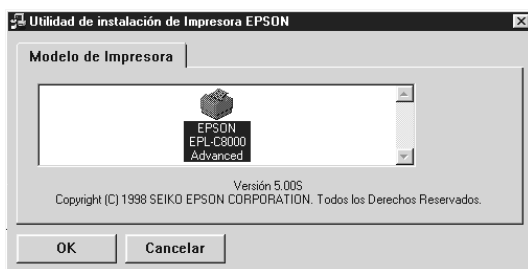 Utilidad de instalación de Impresora EPSON
Modelo de Impresora
EPSON
EPL-C8000
Advanced
Versión 5.00S
Copyright (C) 1998 SEIKO EPSON CORPORATION. Todos los Derechos Reservados.
OK Cancelar